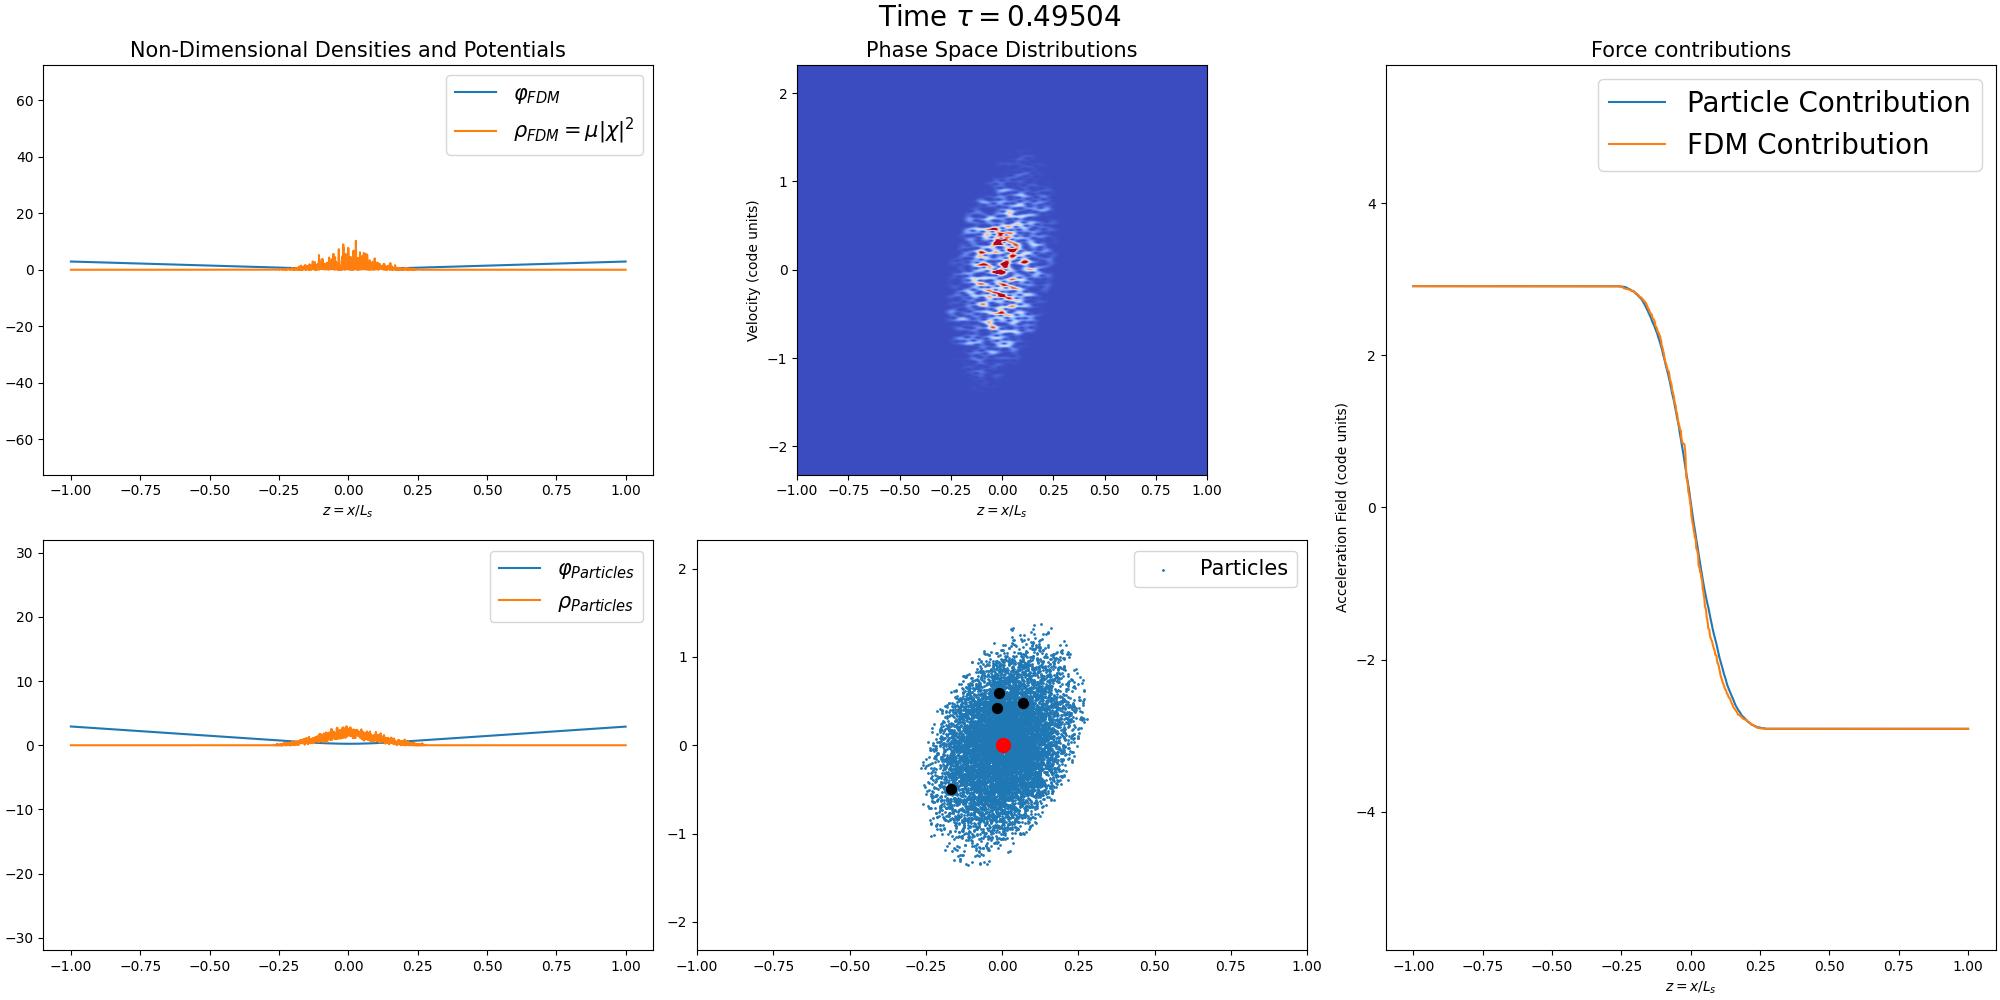 Time τ = 0.49504
Non-Dimensional Densities and Potentials
φFDM
ρFDM = μ|χ|²
60
40
20
0
−20
−40
−60
−1.00 −0.75 −0.50 −0.25 0.00 0.25 0.50 0.75 1.00
z = x/Ls
Phase Space Distributions
Velocity (code units)
2
1
0
−1
−2
−1.00 −0.75 −0.50 −0.25 0.00 0.25 0.50 0.75 1.00
z = x/Ls
φParticles
ρParticles
30
20
10
0
−10
−20
−30
−1.00 −0.75 −0.50 −0.25 0.00 0.25 0.50 0.75 1.00
Particles
2
1
0
−1
−2
−1.00 −0.75 −0.50 −0.25 0.00 0.25 0.50 0.75 1.00
Force contributions
Particle Contribution
FDM Contribution
Acceleration Field (code units)
4
2
0
−2
−4
−1.00 −0.75 −0.50 −0.25 0.00 0.25 0.50 0.75 1.00
z = x/Ls